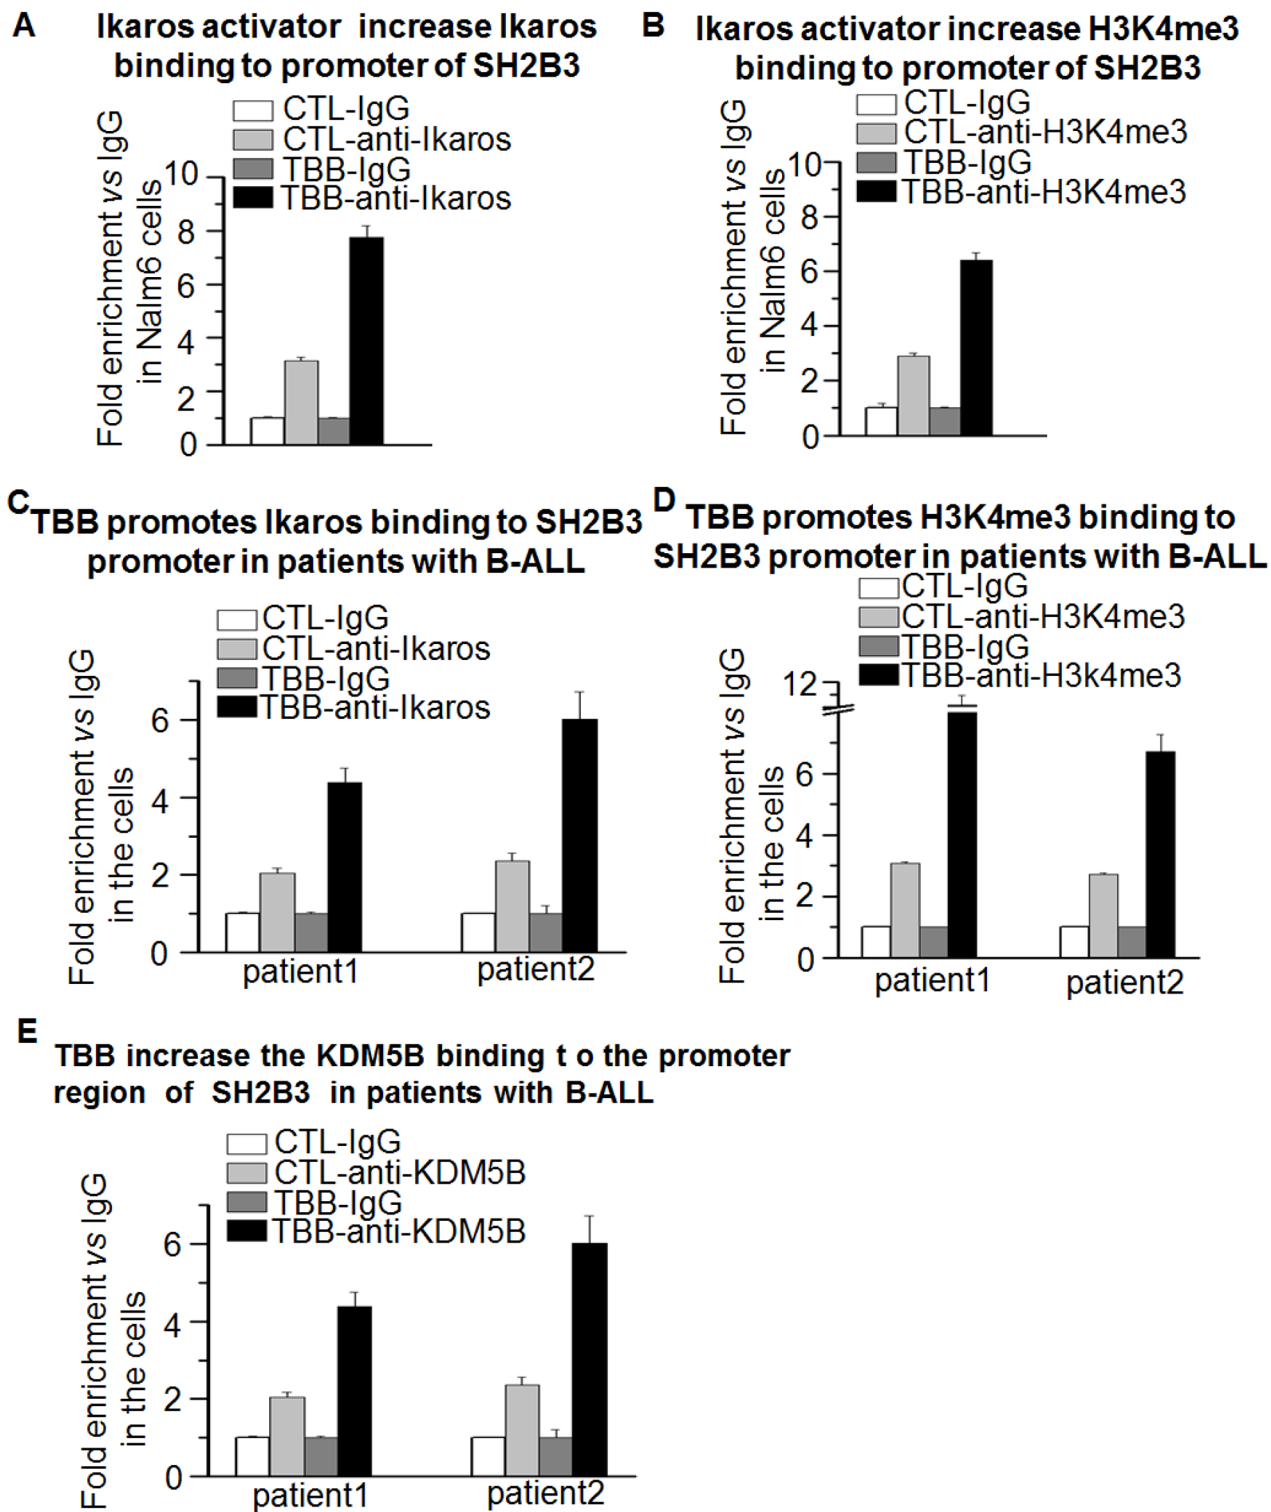 A
Ikaros activator increase Ikaros
binding to promoter of SH2B3
CTL-IgG
CTL-anti-Ikaros
TBB-IgG
TBB-anti-Ikaros
Fold enrichment vs IgG
in Nalm6 cells
10
8
6
4
2
0
B
Ikaros activator increase H3K4me3
binding to promoter of SH2B3
CTL-IgG
CTL-anti-H3K4me3
TBB-IgG
TBB-anti-H3K4me3
Fold enrichment vs IgG
in Nalm6 cells
10
8
6
4
2
0
C
TBB promotes Ikaros binding to SH2B3
promoter in patients with B-ALL
CTL-IgG
CTL-anti-Ikaros
TBB-IgG
TBB-anti-Ikaros
Fold enrichment vs IgG
in the cells
6
4
2
0
patient1
patient2
D
TBB promotes H3K4me3 binding to
SH2B3 promoter in patients with B-ALL
CTL-IgG
CTL-anti-H3K4me3
TBB-IgG
TBB-anti-H3k4me3
Fold enrichment vs IgG
in the cells
12
6
4
2
0
patient1
patient2
E
TBB increase the KDM5B binding t o the promoter
region of SH2B3 in patients with B-ALL
CTL-IgG
CTL-anti-KDM5B
TBB-IgG
TBB-anti-KDM5B
Fold enrichment vs IgG
in the cells
6
4
2
0
patient1
patient2